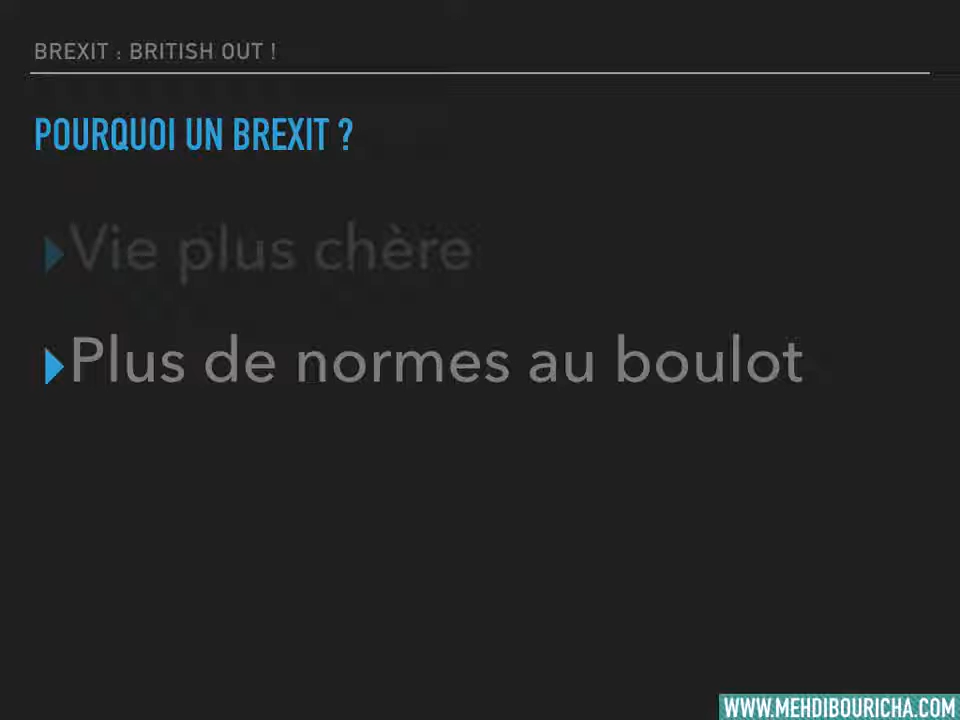 BREXIT : BRITISH OUT !
POURQUOI UN BREXIT ?
Vie plus chère
Plus de normes au boulot
WWW.MEHDIBOURICHA.COM